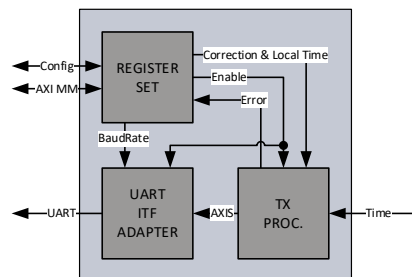 Correction & Local Time
Config
REGISTER
SET
Enable
AXI MM
Error
BaudRate
UART
ITF
ADAPTER
UART
AXIS
TX
PROC.
Time